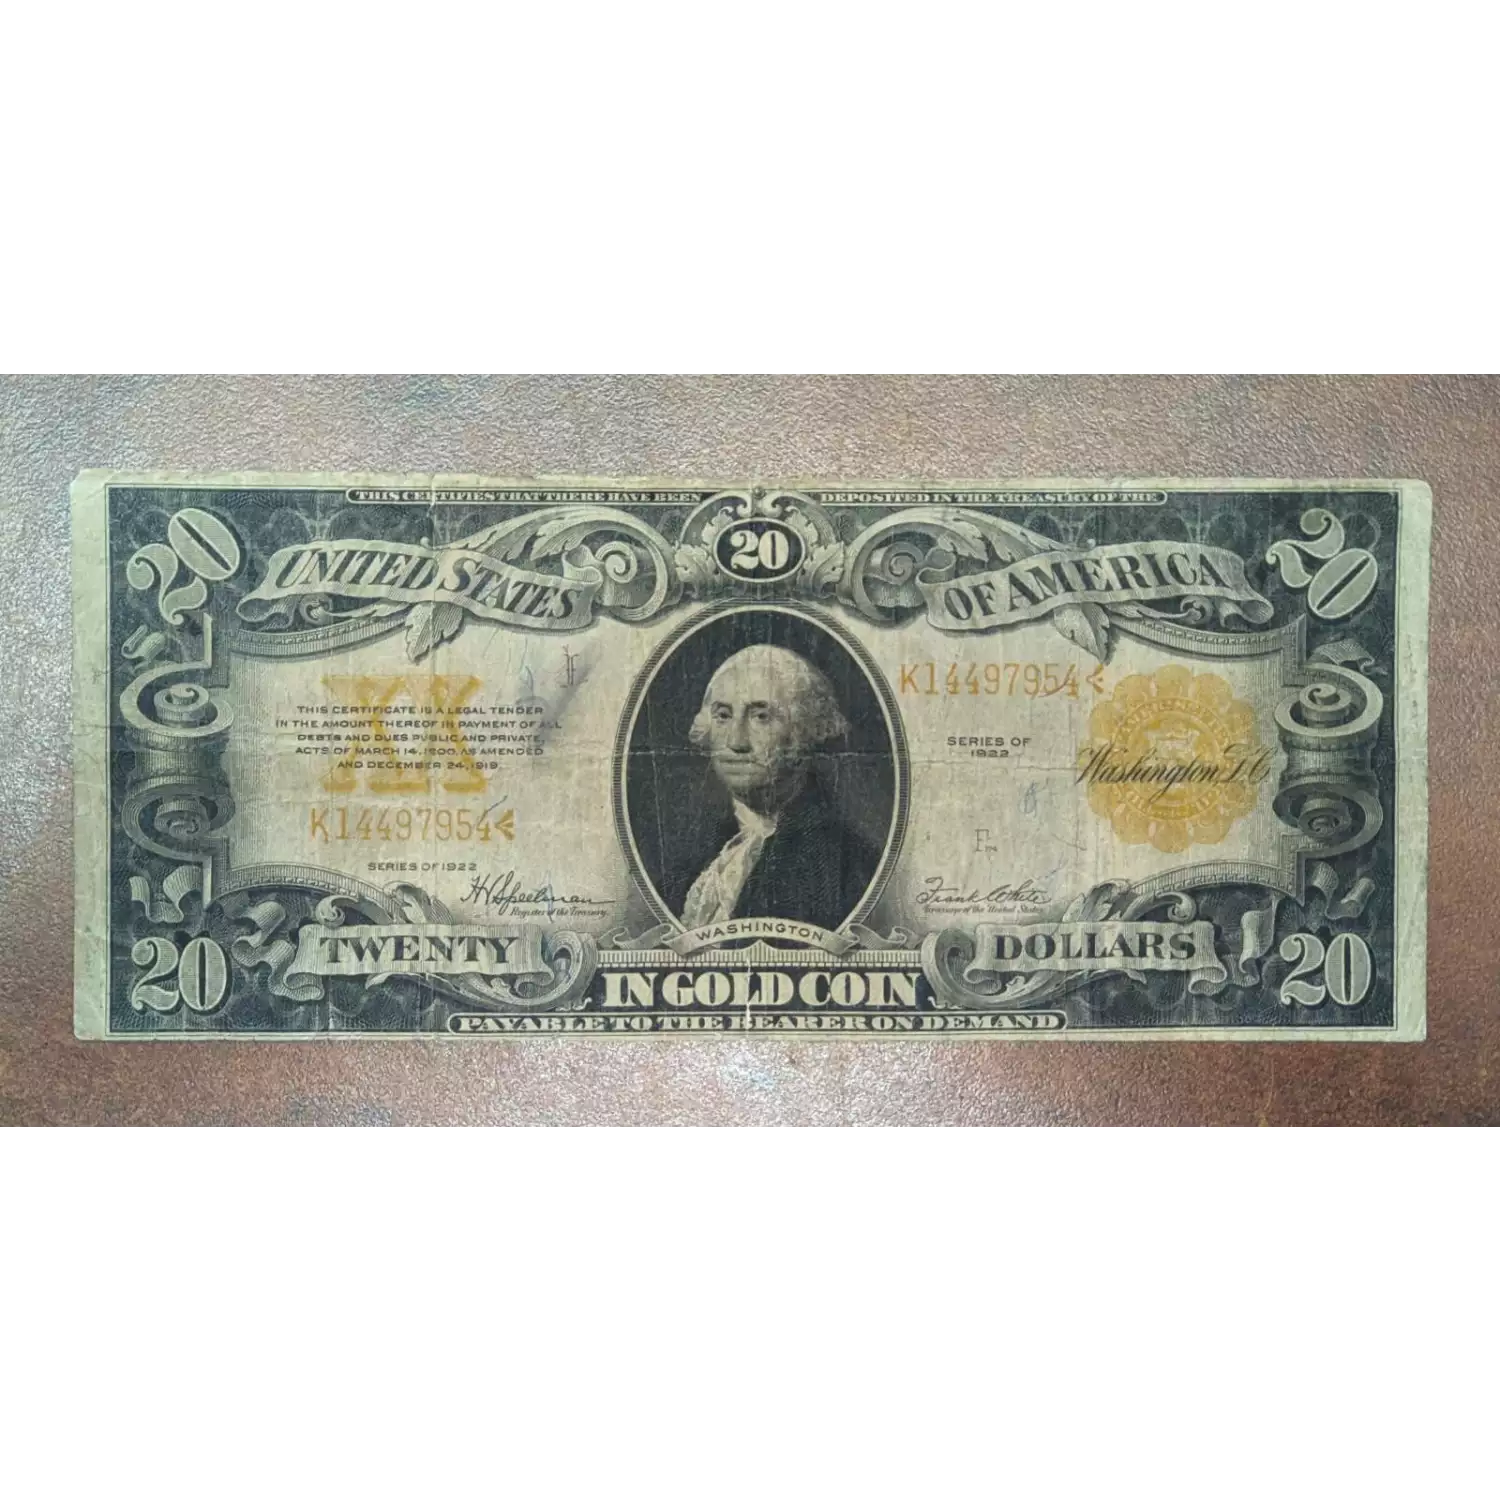 THIS CERTIFIES THAT THERE HAVE BEEN DEPOSITED IN THE TREASURY OF THE
20 20 20
UNITED STATES OF AMERICA
K14497954
XX
THIS CERTIFICATE IS A LEGAL TENDER
IN THE AMOUNT THEREOF IN PAYMENT OF ALL
DEBTS AND DUES PUBLIC AND PRIVATE.
ACTS OF MARCH 14, 1900, AS AMENDED
AND DECEMBER 24, 1919.
SERIES OF
1922
Washington, D.C.
K14497954
SERIES OF 1922
H V Speelman
Register of the Treasury.
Frank White
Treasurer of the United States.
WASHINGTON
TWENTY DOLLARS
20 20
IN GOLD COIN
PAYABLE TO THE BEARER ON DEMAND